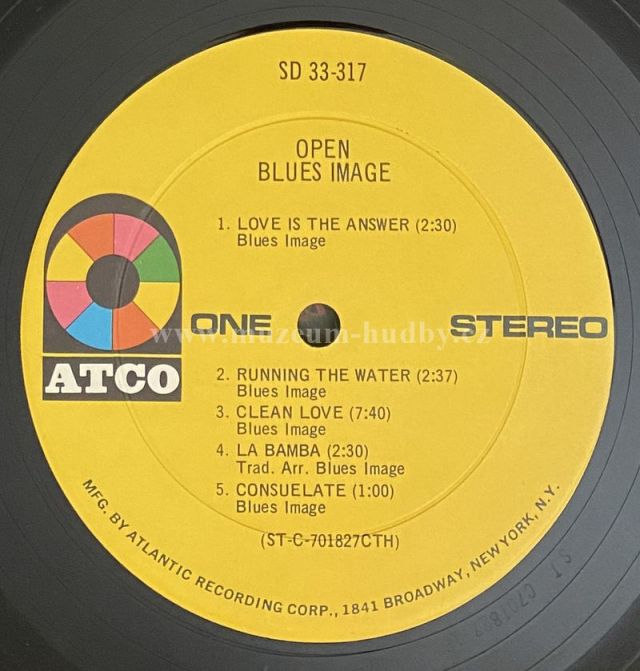 SD 33-317
OPEN
BLUES IMAGE
1. LOVE IS THE ANSWER (2:30)
Blues Image
ONE
STEREO
www.muzeum-hudby.cz
ATCO
2. RUNNING THE WATER (2:37)
Blues Image
3. CLEAN LOVE (7:40)
Blues Image
4. LA BAMBA (2:30)
Trad. Arr. Blues Image
5. CONSUELATE (1:00)
Blues Image
(ST-C-701827CTH)
MFG. BY ATLANTIC RECORDING CORP., 1841 BROADWAY, NEW YORK, N.Y.